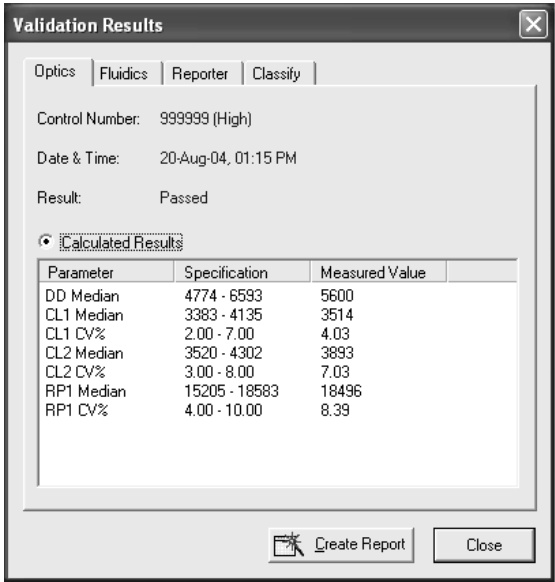 Validation Results
Optics Fluidics Reporter Classify
Control Number: 999999 (High)
Date & Time: 20-Aug-04, 01:15 PM
Result: Passed
Calculated Results
Parameter Specification Measured Value
DD Median 4774 - 6593 5600
CL1 Median 3383 - 4135 3514
CL1 CV% 2.00 - 7.00 4.03
CL2 Median 3520 - 4302 3893
CL2 CV% 3.00 - 8.00 7.03
RP1 Median 15205 - 18583 18496
RP1 CV% 4.00 - 10.00 8.39
Create Report Close